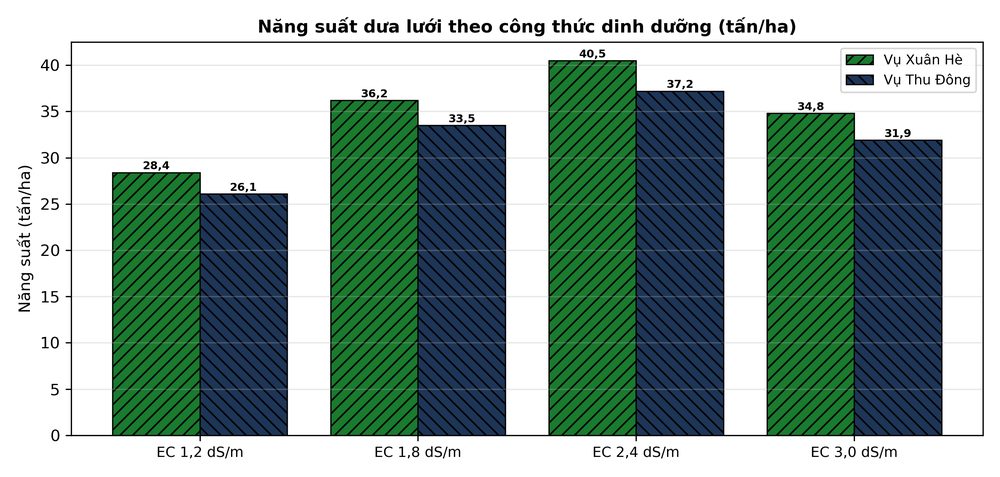 Năng suất dưa lưới theo công thức dinh dưỡng (tấn/ha)
Vụ Xuân Hè
Vụ Thu Đông
Năng suất (tấn/ha)
40
35
30
25
20
15
10
5
0
28,4
26,1
36,2
33,5
40,5
37,2
34,8
31,9
EC 1,2 dS/m
EC 1,8 dS/m
EC 2,4 dS/m
EC 3,0 dS/m